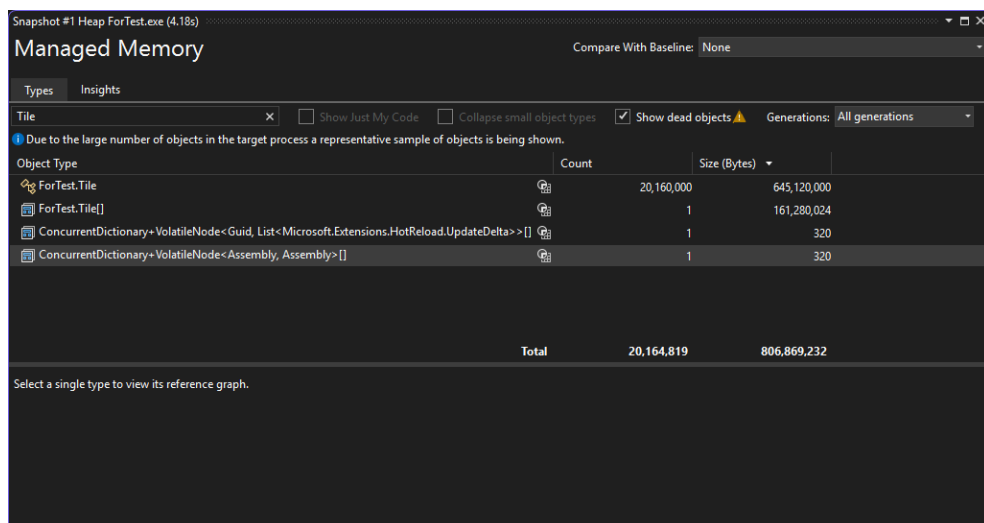 Snapshot #1 Heap ForTest.exe (4.18s)
Managed Memory
Compare With Baseline: None
Types Insights
Tile Show Just My Code Collapse small object types Show dead objects Generations: All generations
Due to the large number of objects in the target process a representative sample of objects is being shown.
Object Type Count Size (Bytes)
ForTest.Tile 20,160,000 645,120,000
ForTest.Tile[] 1 161,280,024
ConcurrentDictionary+VolatileNode<Guid, List<Microsoft.Extensions.HotReload.UpdateDelta>>[] 1 320
ConcurrentDictionary+VolatileNode<Assembly, Assembly>[] 1 320
Total 20,164,819 806,869,232
Select a single type to view its reference graph.